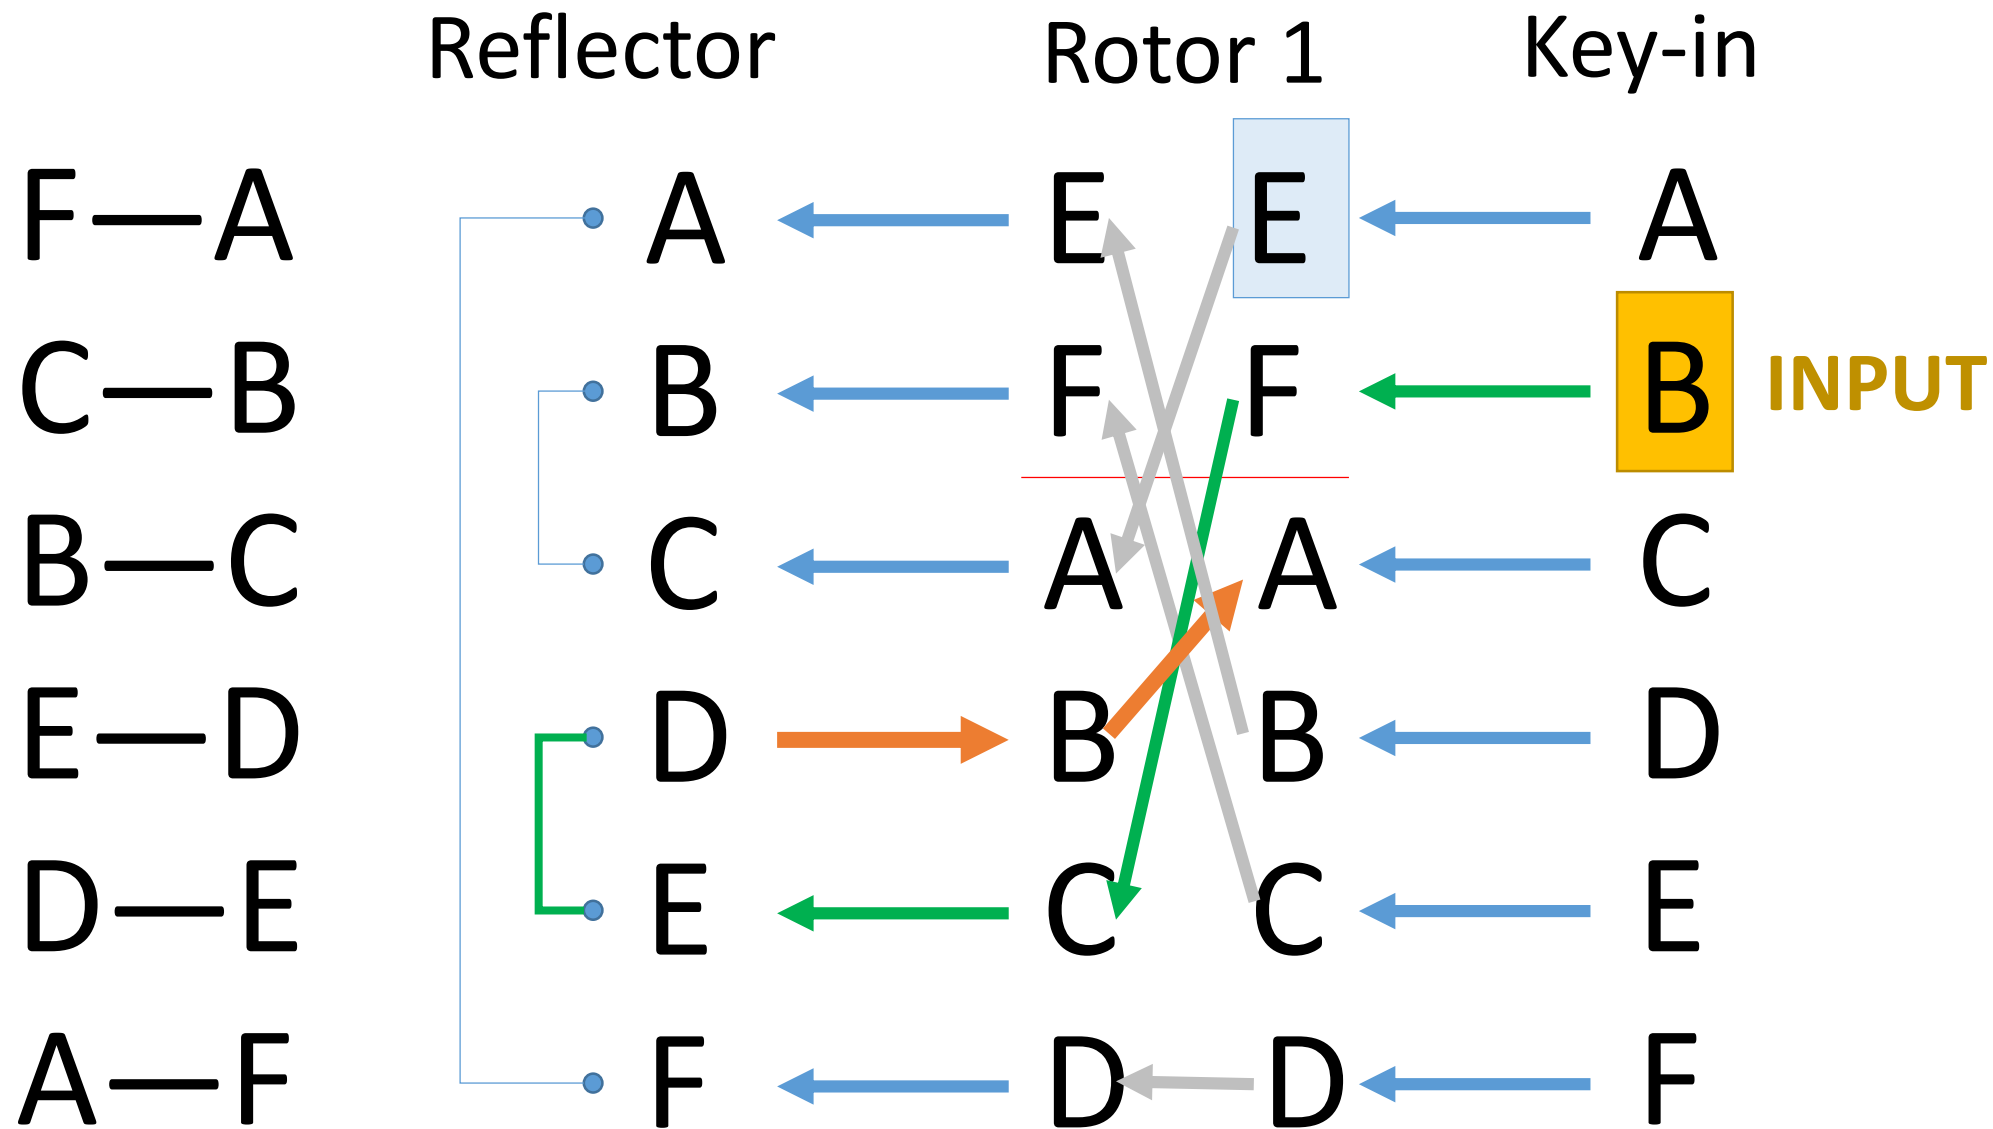 Reflector Rotor 1 Key-in
F A A E E A
C B B F F B INPUT
B C C A A C
E D D B B D
D E E C C E
A F F D D F